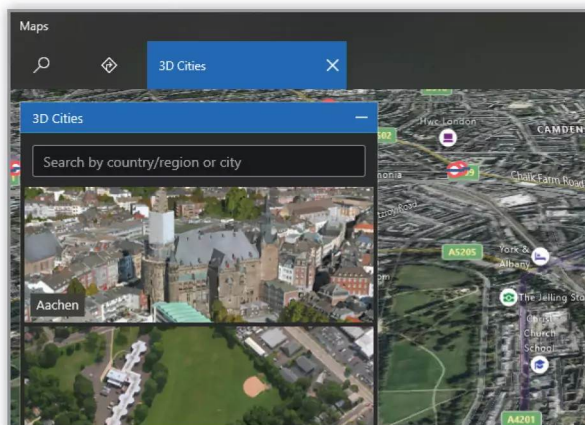 Maps
3D Cities
3D Cities
Search by country/region or city
Aachen
Hwc London
CAMDEN
Chalk Farm Road
A5205
York &
Albany
The Jelling Sto
Christ
Church
School
A4201